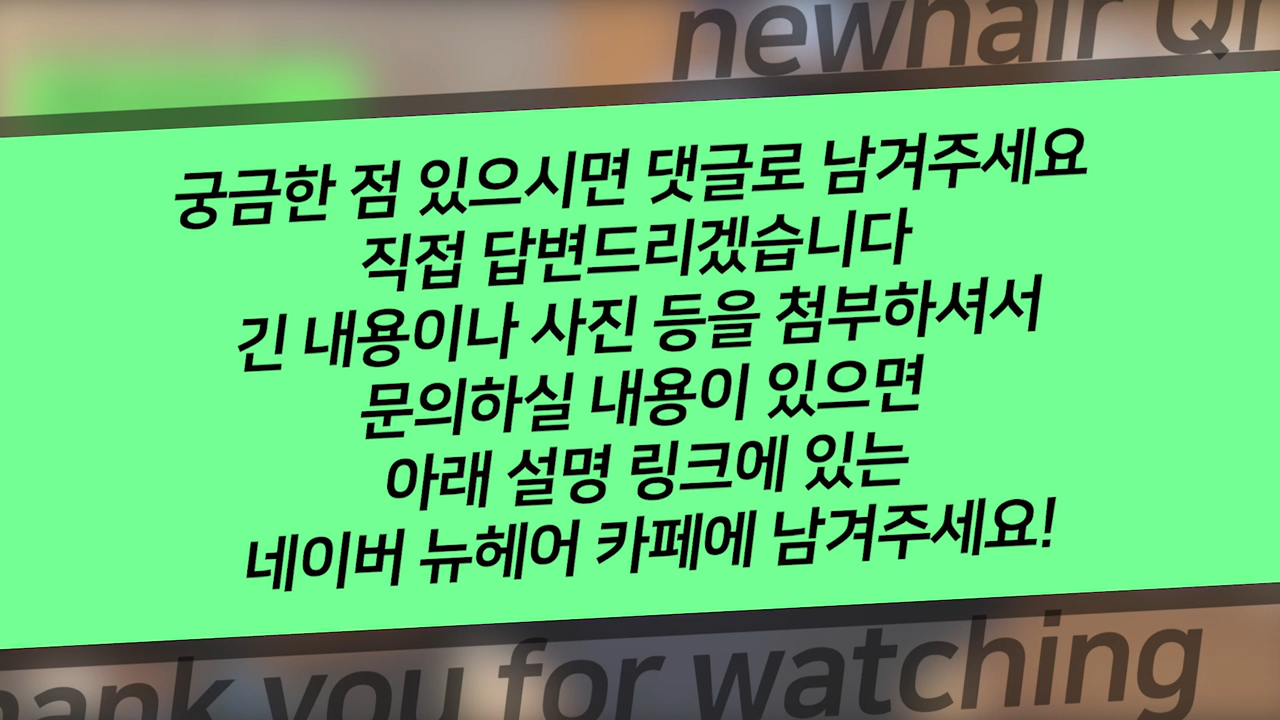 newhair
궁금한 점 있으시면 댓글로 남겨주세요
직접 답변드리겠습니다
긴 내용이나 사진 등을 첨부하셔서
문의하실 내용이 있으면
아래 설명 링크에 있는
네이버 뉴헤어 카페에 남겨주세요!
you for watching